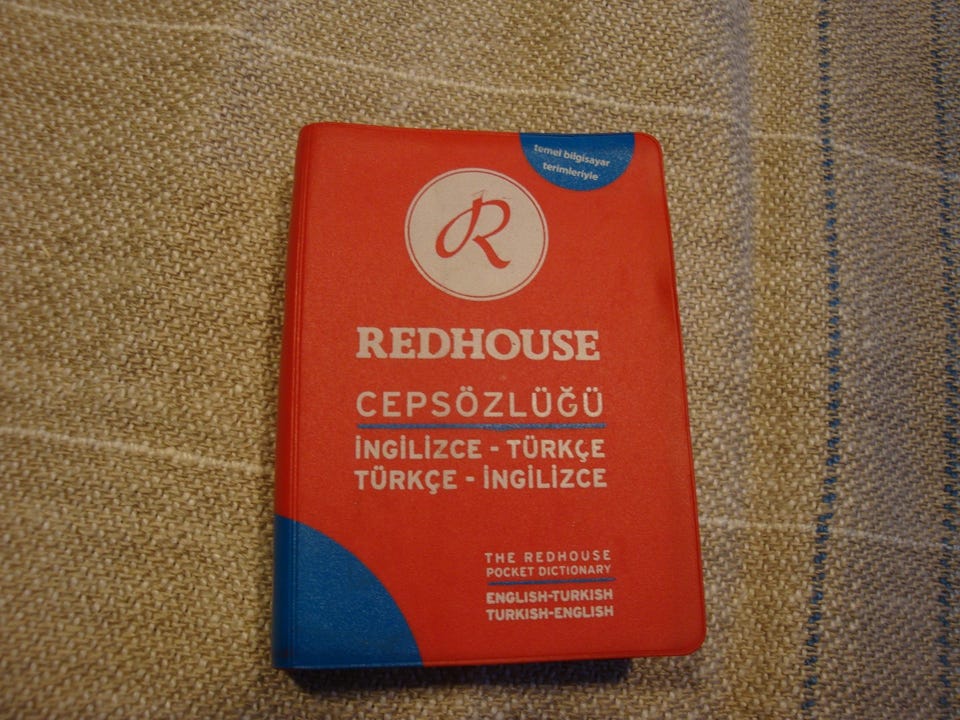 temel bilgisayar
terimleriyle
R
REDHOUSE
CEPSÖZLÜĞÜ
İNGİLİZCE - TÜRKÇE
TÜRKÇE - İNGİLİZCE
THE REDHOUSE
POCKET DICTIONARY
ENGLISH-TURKISH
TURKISH-ENGLISH